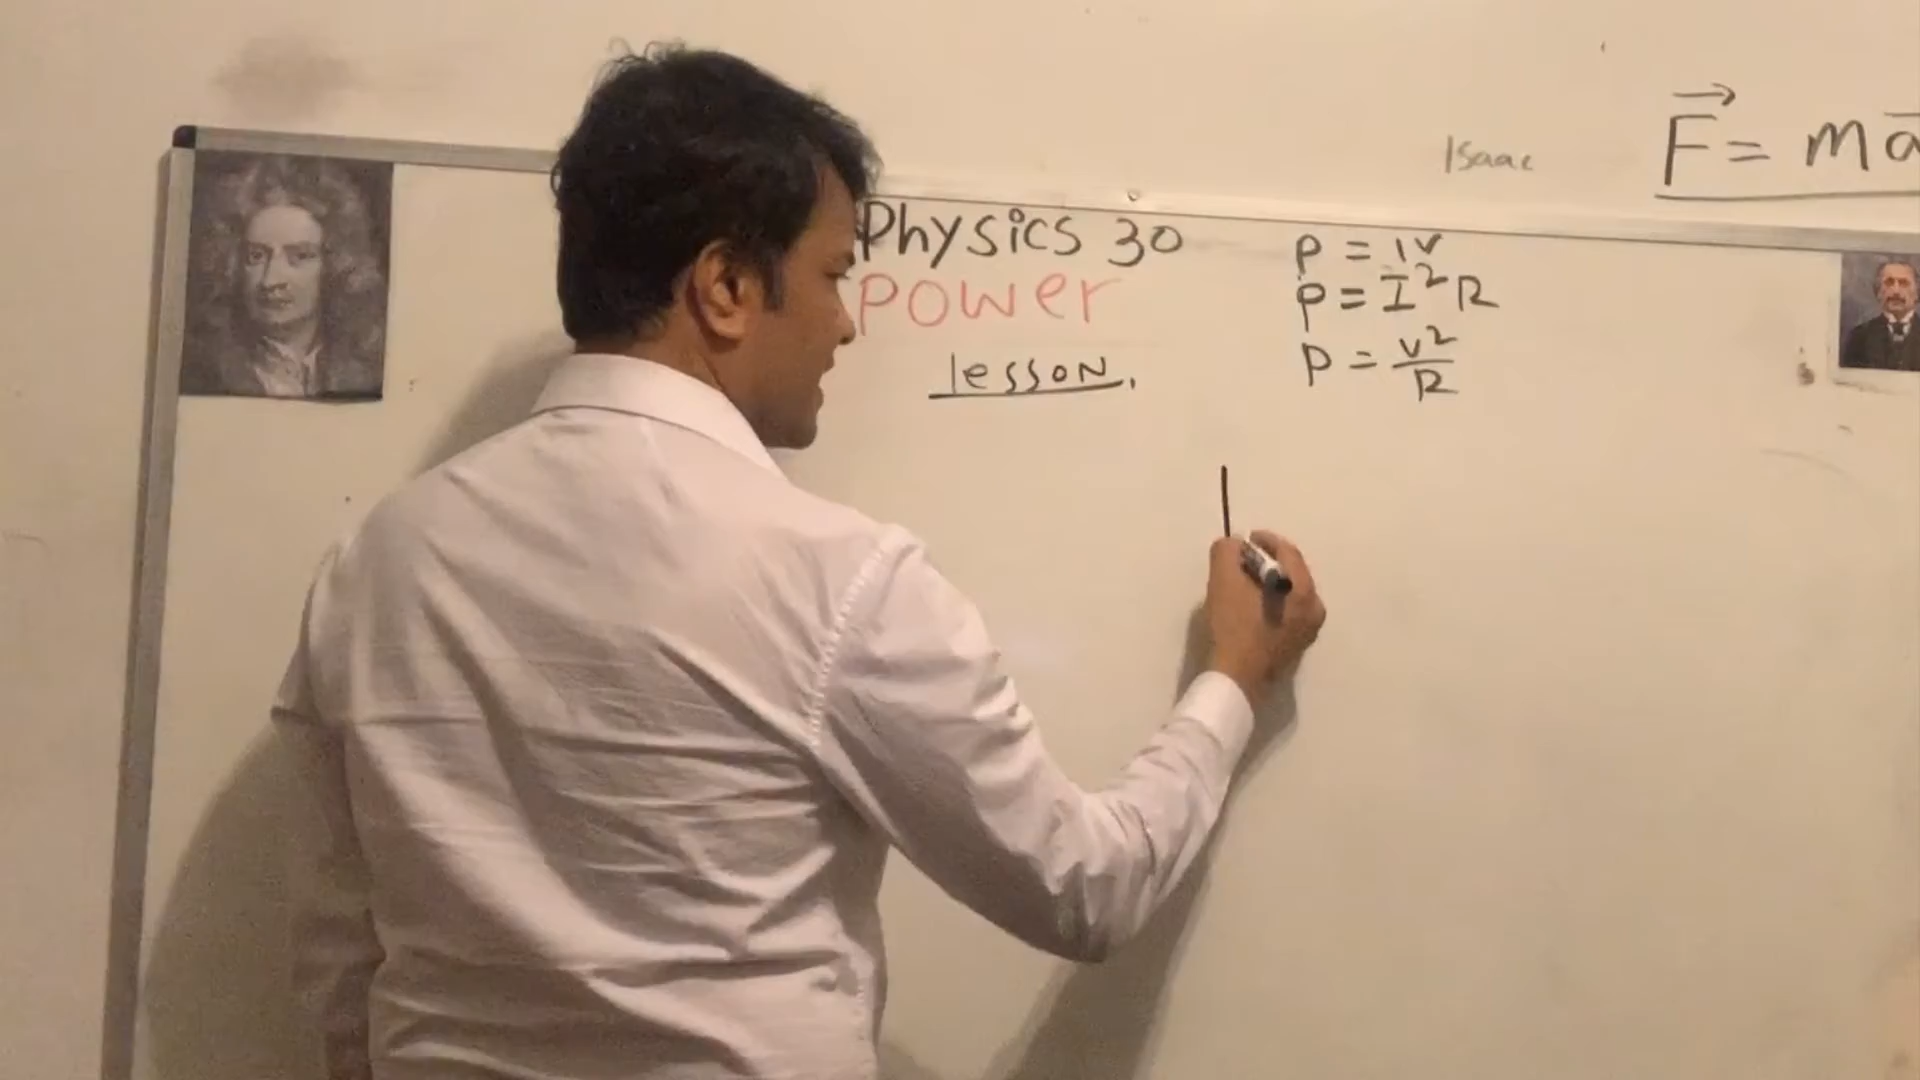 Isaac
F = ma
Physics 30
Power
lesson.
P = IV
P = I²R
P = V²/R